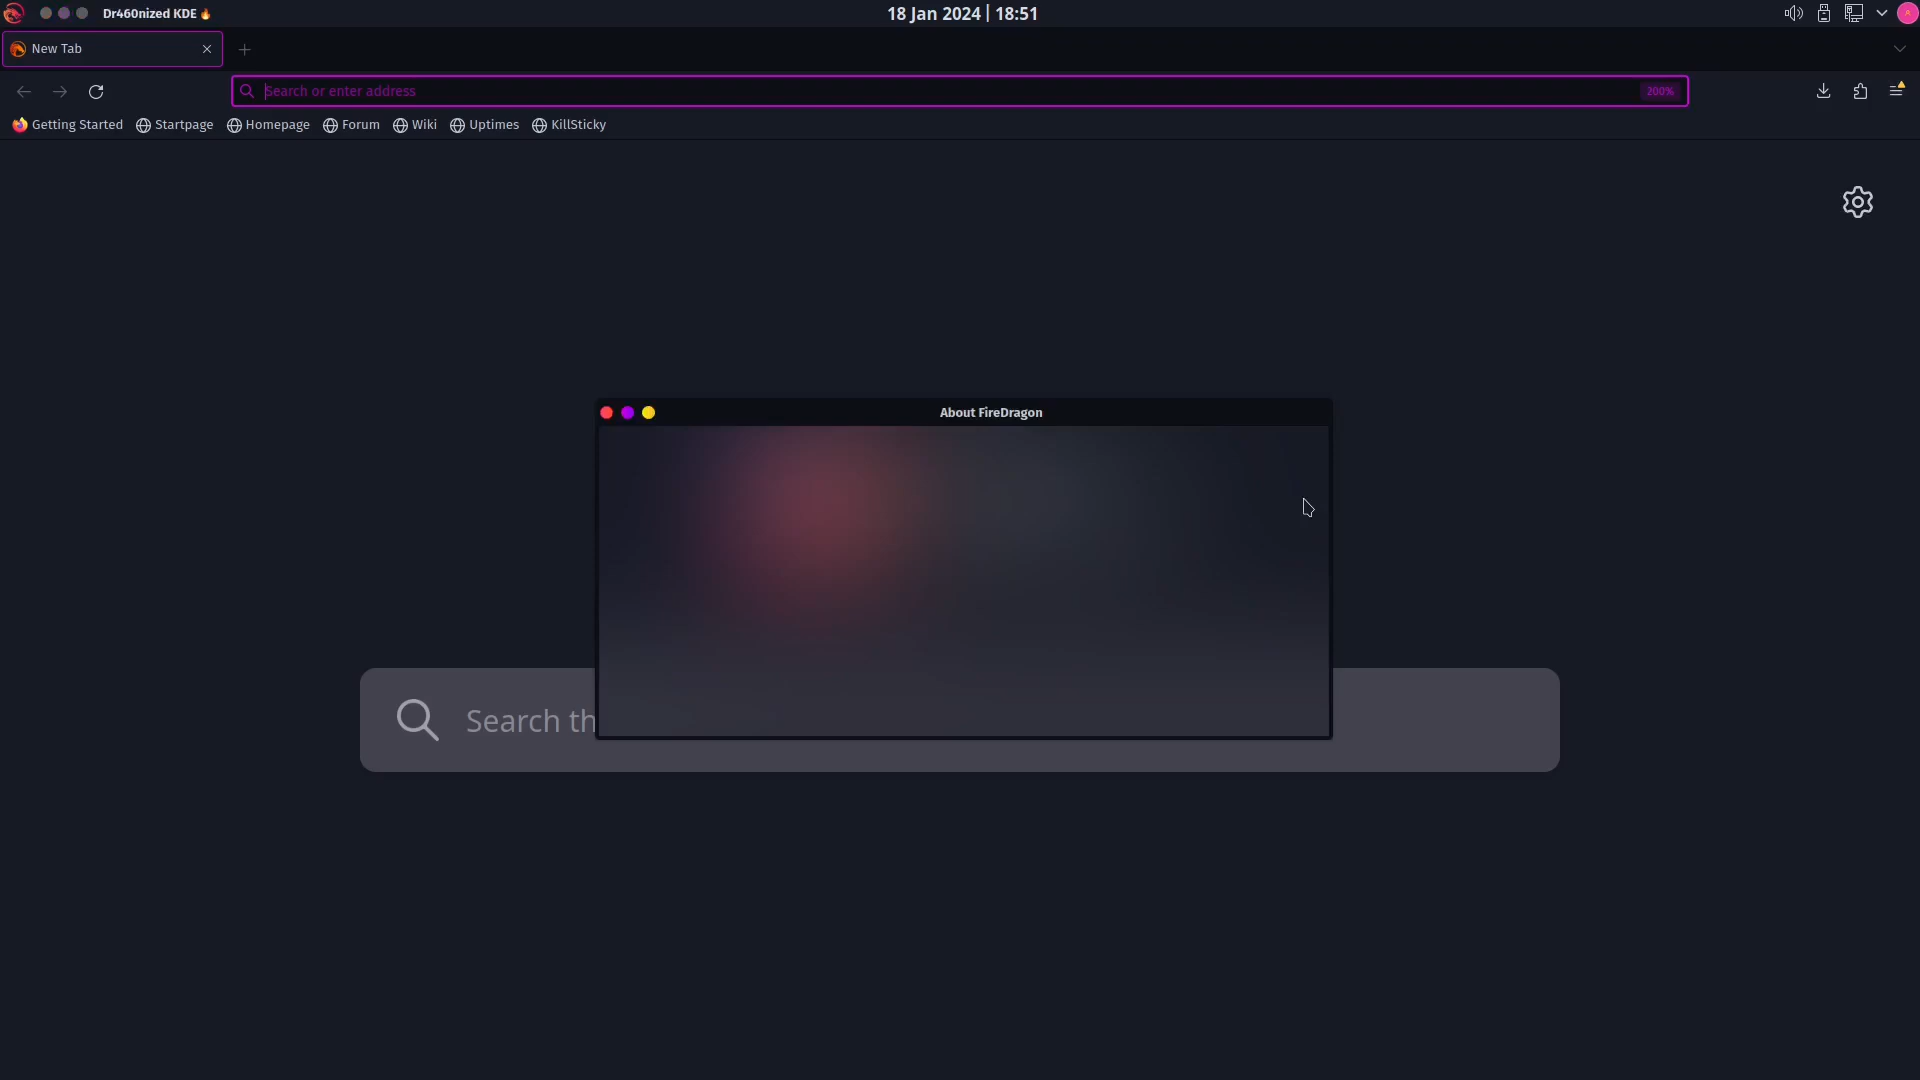 Dr460nized KDE🔥
18 Jan 2024 | 18:51
New Tab
Search or enter address
200%
Getting Started
Startpage
Homepage
Forum
Wiki
Uptimes
KillSticky
About FireDragon
Search th